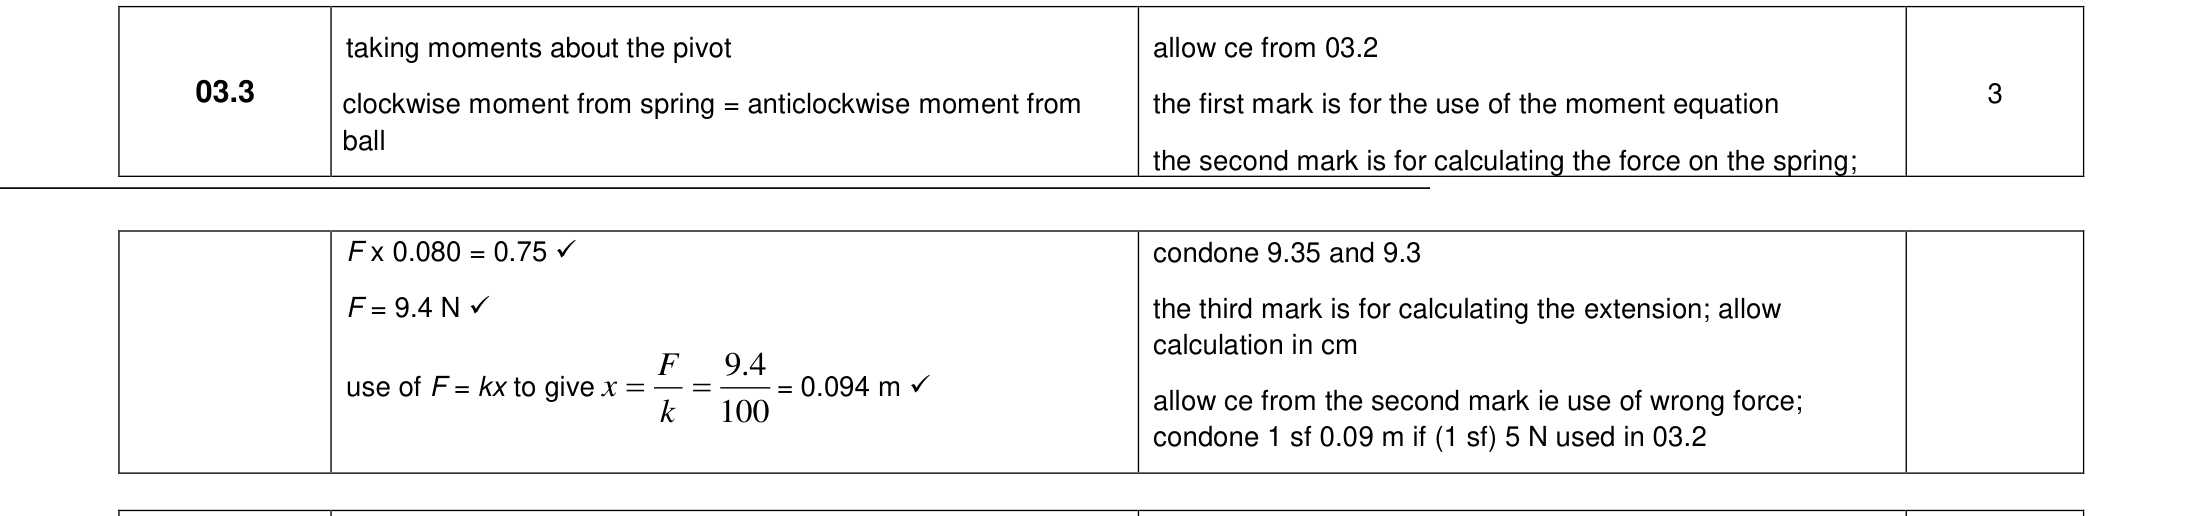 03.3
taking moments about the pivot
clockwise moment from spring = anticlockwise moment from
ball
allow ce from 03.2
the first mark is for the use of the moment equation
the second mark is for calculating the force on the spring;
3
F x 0.080 = 0.75 ✓
F = 9.4 N ✓
use of F = kx to give x = F/k = 9.4/100 = 0.094 m ✓
condone 9.35 and 9.3
the third mark is for calculating the extension; allow
calculation in cm
allow ce from the second mark ie use of wrong force;
condone 1 sf 0.09 m if (1 sf) 5 N used in 03.2